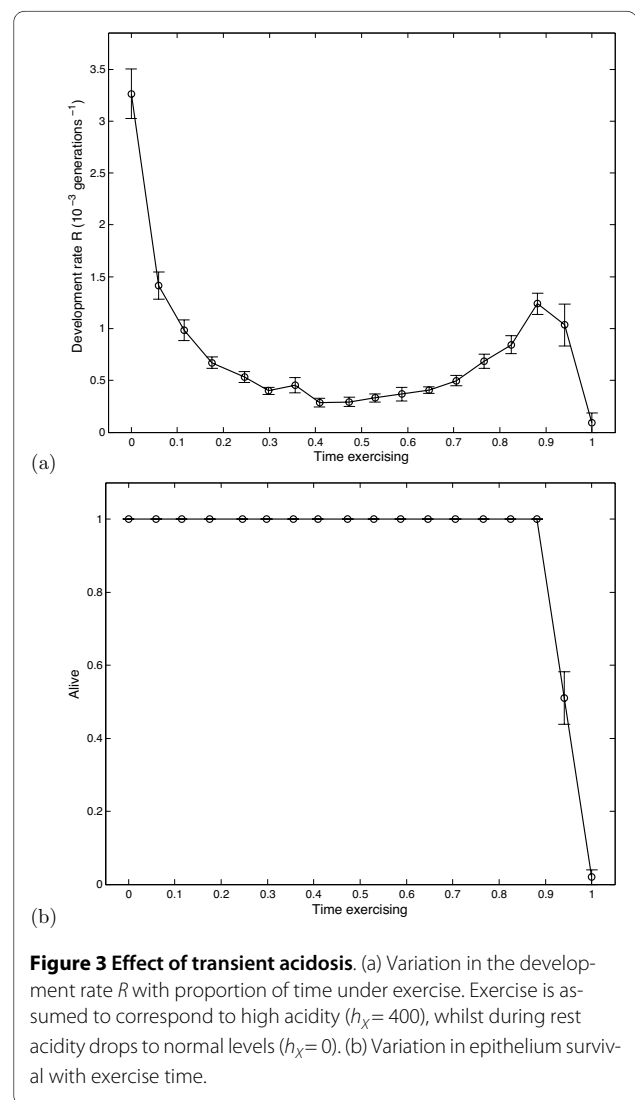 3.5
3
2.5
2
1.5
1
0.5
0
Development rate R (10⁻³ generations⁻¹)
0 0.1 0.2 0.3 0.4 0.5 0.6 0.7 0.8 0.9 1
Time exercising
(a)
1
0.8
0.6
0.4
0.2
0
Alive
0 0.1 0.2 0.3 0.4 0.5 0.6 0.7 0.8 0.9 1
Time exercising
(b)
Figure 3 Effect of transient acidosis. (a) Variation in the develop-
ment rate R with proportion of time under exercise. Exercise is as-
sumed to correspond to high acidity (hX = 400), whilst during rest
acidity drops to normal levels (hX = 0). (b) Variation in epithelium surviv-
al with exercise time.